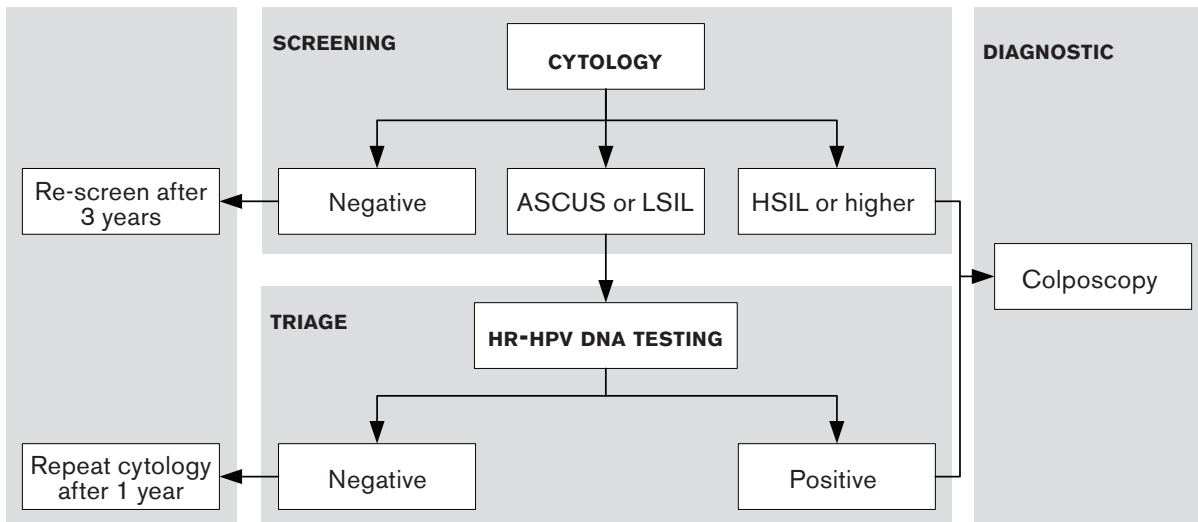 SCREENING
CYTOLOGY
DIAGNOSTIC
Re-screen after
3 years
Negative
ASCUS or LSIL
HSIL or higher
Colposcopy
TRIAGE
HR-HPV DNA TESTING
Repeat cytology
after 1 year
Negative
Positive